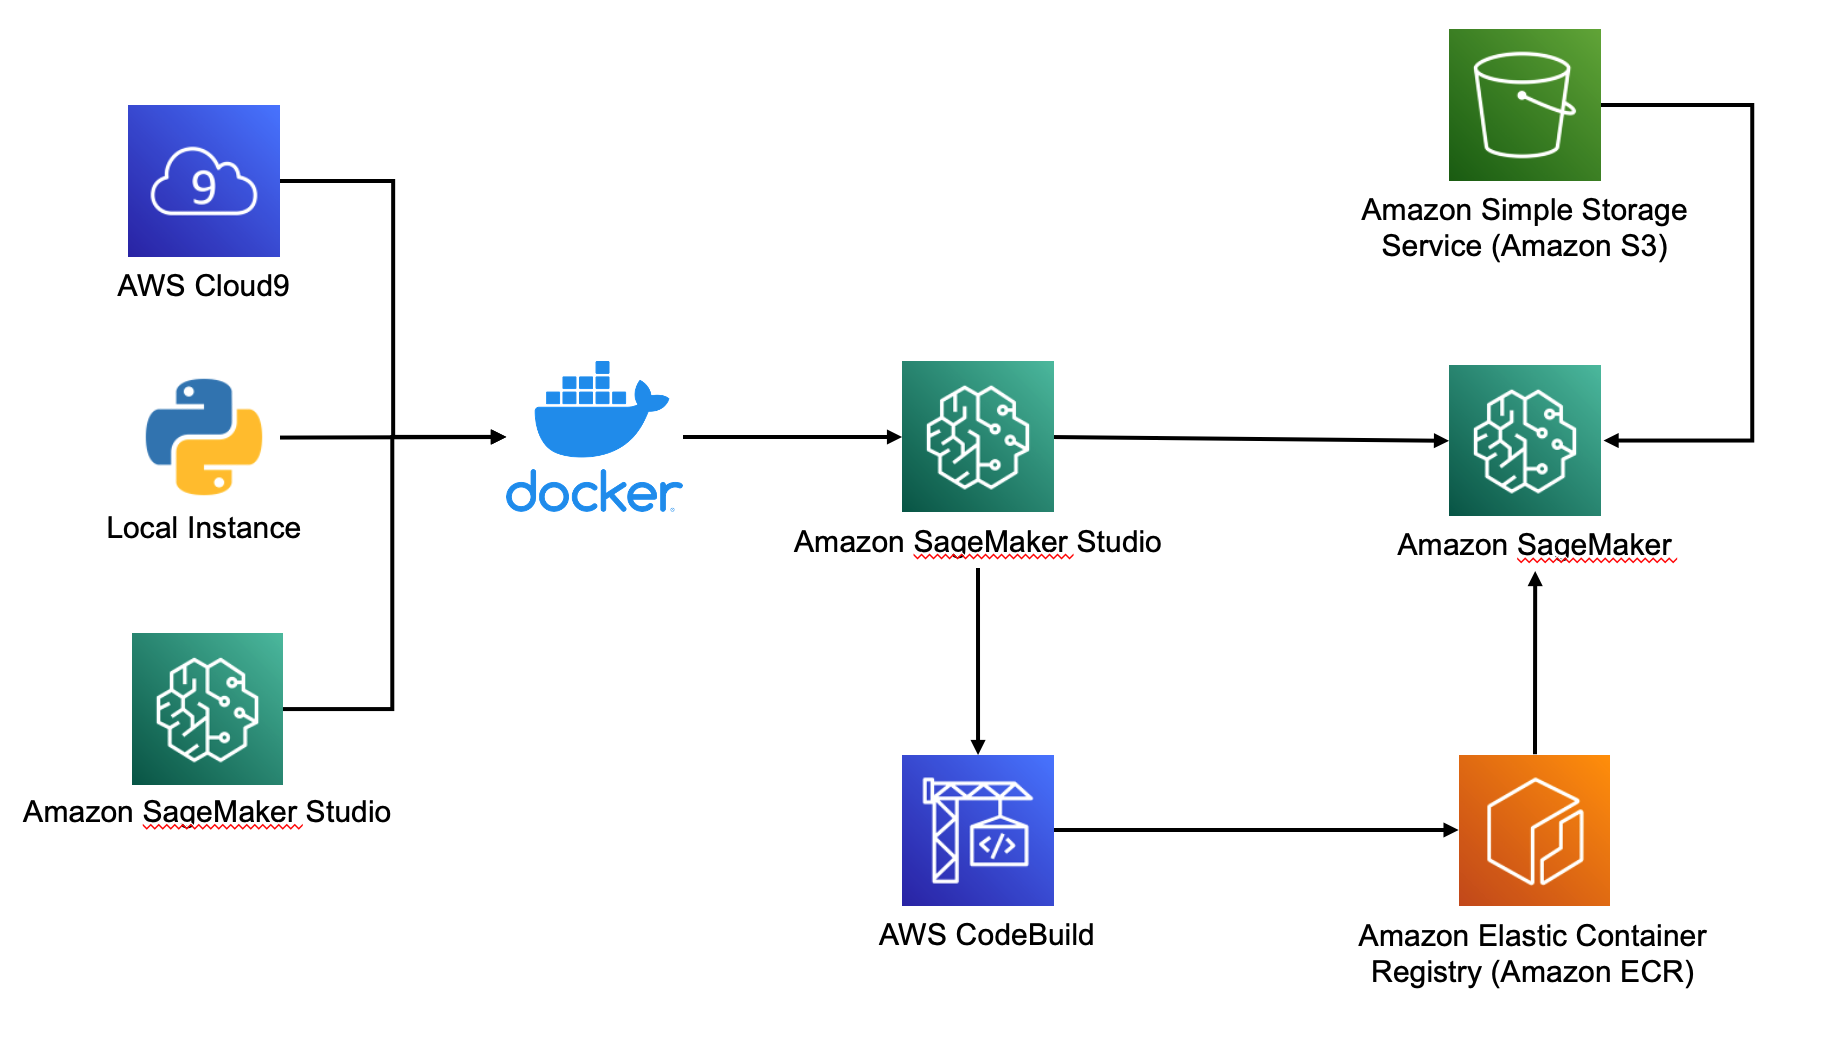 Amazon Simple Storage
Service (Amazon S3)
9
AWS Cloud9
docker
Local Instance
Amazon SageMaker Studio
Amazon SageMaker
Amazon SageMaker Studio
</>
AWS CodeBuild
Amazon Elastic Container
Registry (Amazon ECR)